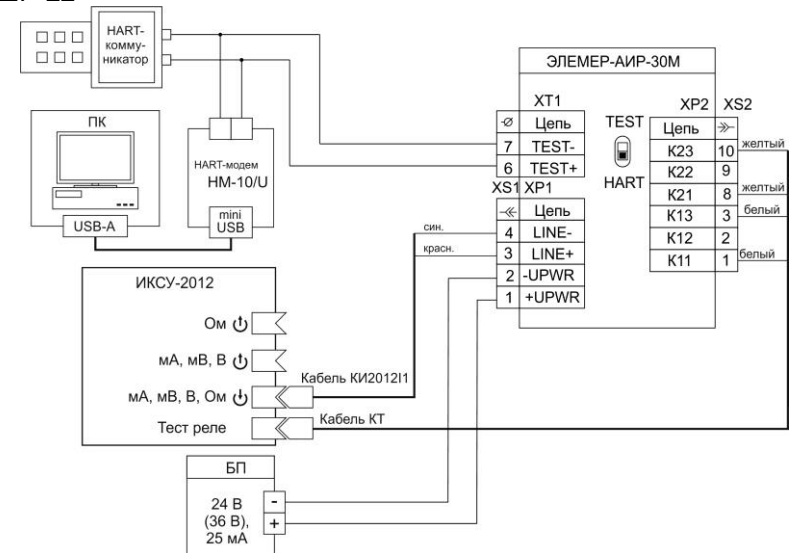 HART-
комму-
никатор
ПК
USB-A
HART-модем
HM-10/U
mini
USB
ЭЛЕМЕР-АИР-30М
XT1
Цепь
7 TEST-
6 TEST+
XS1 XP1
Цепь
4 LINE-
3 LINE+
2 -UPWR
1 +UPWR
TEST
HART
XP2 XS2
Цепь
К23 10 желтый
К22 9
К21 8 желтый
К13 3 белый
К12 2
К11 1 белый
син.
красн.
ИКСУ-2012
Ом
мА, мВ, В
мА, мВ, В, Ом
Тест реле
Кабель КИ2012I1
Кабель КТ
БП
24 В
(36 В),
25 мА
-
+